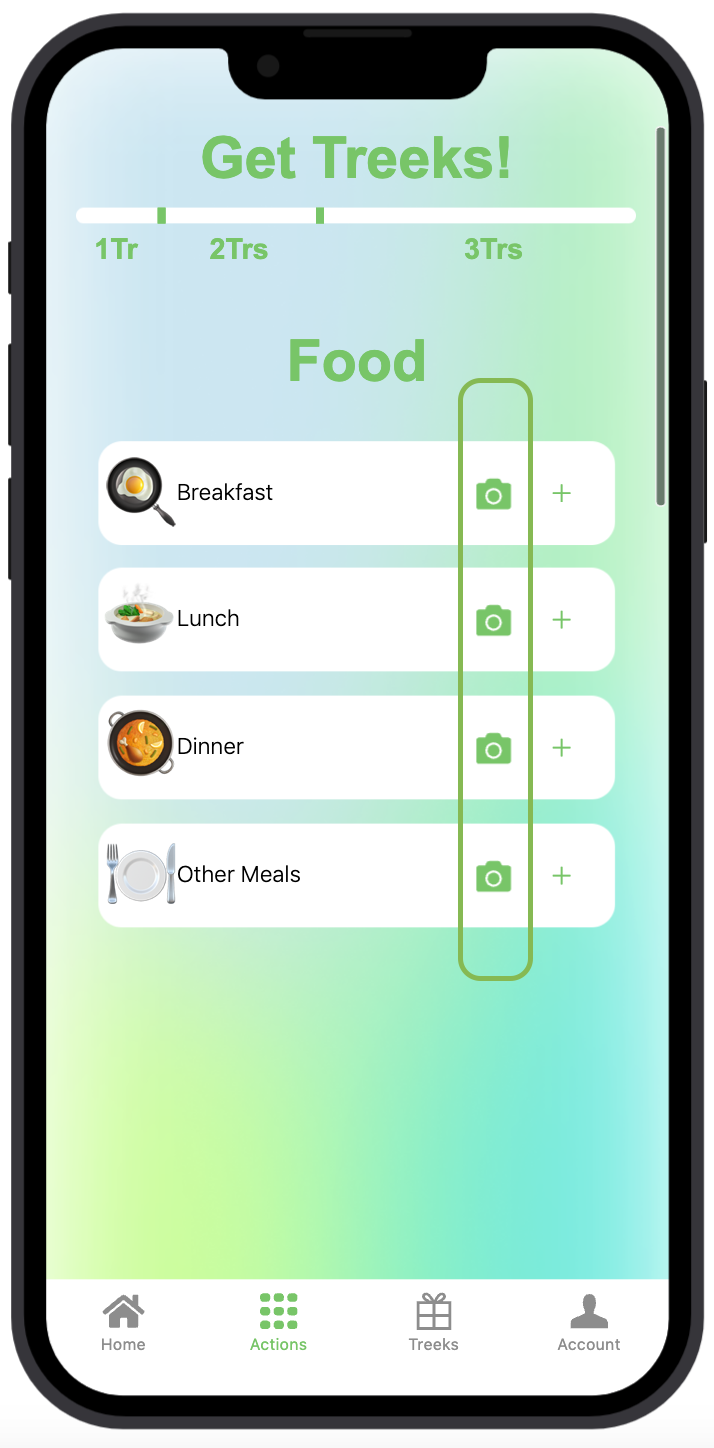 Get Treeks!
1Tr 2Trs 3Trs
Food
Breakfast
Lunch
Dinner
Other Meals
Home Actions Treeks Account